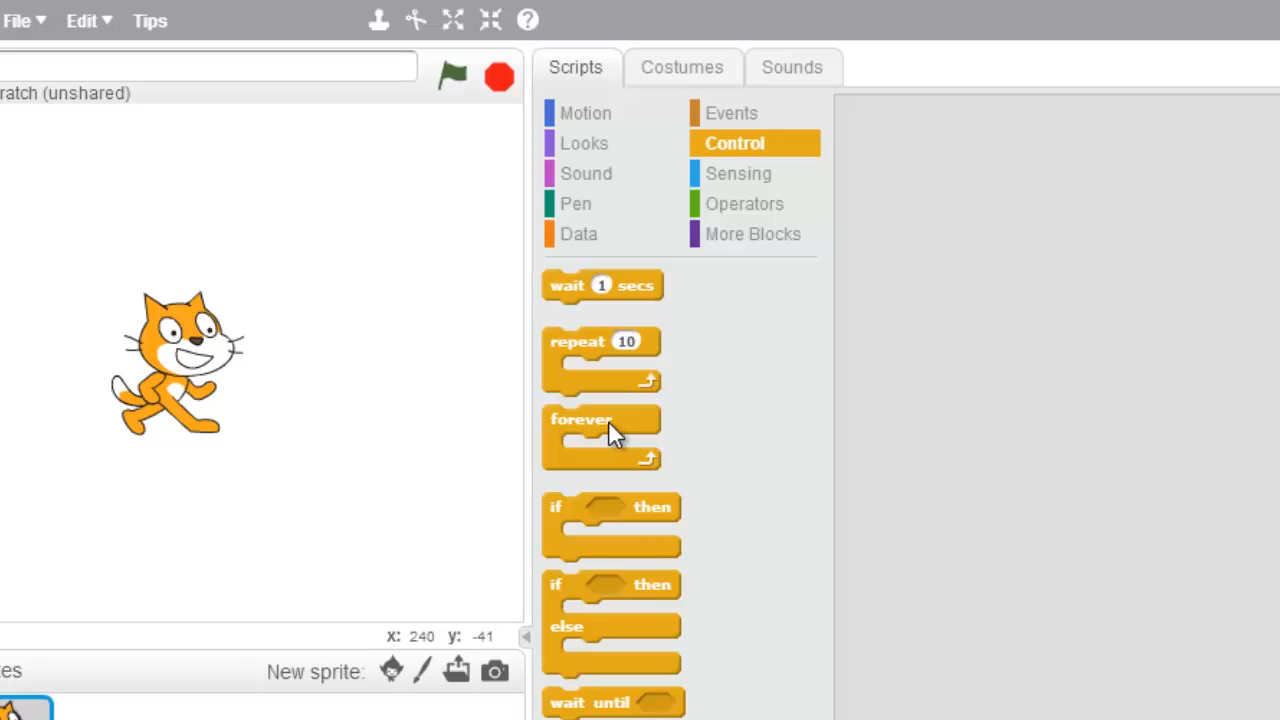 File Edit Tips
ratch (unshared)
Scripts Costumes Sounds
Motion Events
Looks Control
Sound Sensing
Pen Operators
Data More Blocks
wait 1 secs
repeat 10
forever
if then
if then
else
wait until
x: 240 y: -41
tes
New sprite: